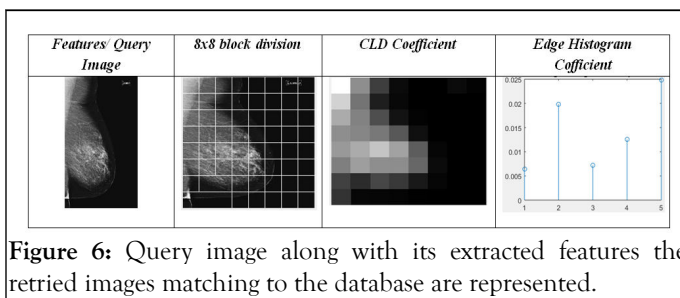 Features/ Query Image
8x8 block division
CLD Coefficient
Edge Histogram Cofficient
0.025
0.02
0.015
0.01
0.005
0
1 2 3 4 5
Figure 6: Query image along with its extracted features the
retried images matching to the database are represented.